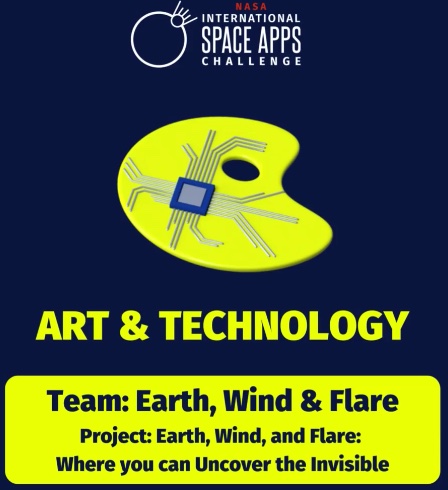 NASA
INTERNATIONAL
SPACE APPS
CHALLENGE
ART & TECHNOLOGY
Team: Earth, Wind & Flare
Project: Earth, Wind, and Flare:
Where you can Uncover the Invisible